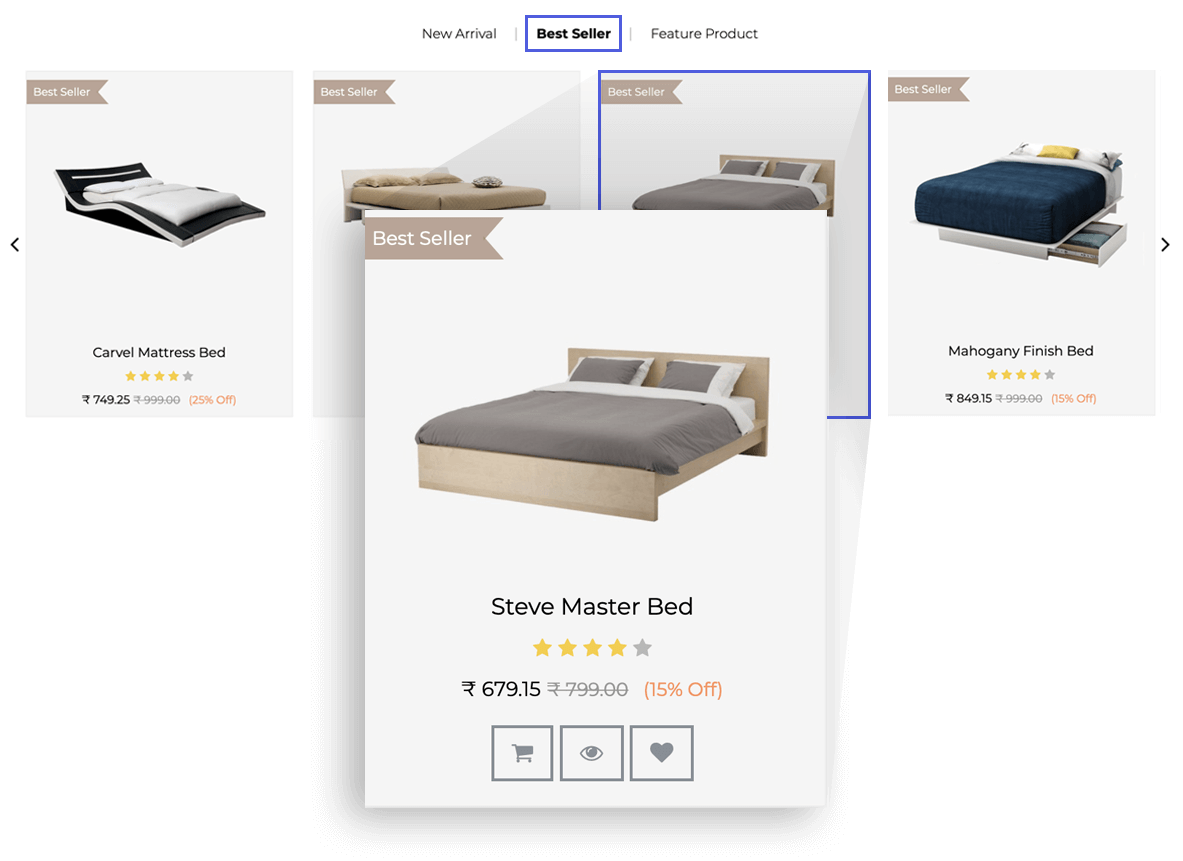 New Arrival | Best Seller | Feature Product
Best Seller
Best Seller
Best Seller
Best Seller
Carvel Mattress Bed
₹ 749.25 ₹ 999.00 (25% Off)
Mahogany Finish Bed
₹ 849.15 ₹ 999.00 (15% Off)
Best Seller
Steve Master Bed
₹ 679.15 ₹ 799.00 (15% Off)